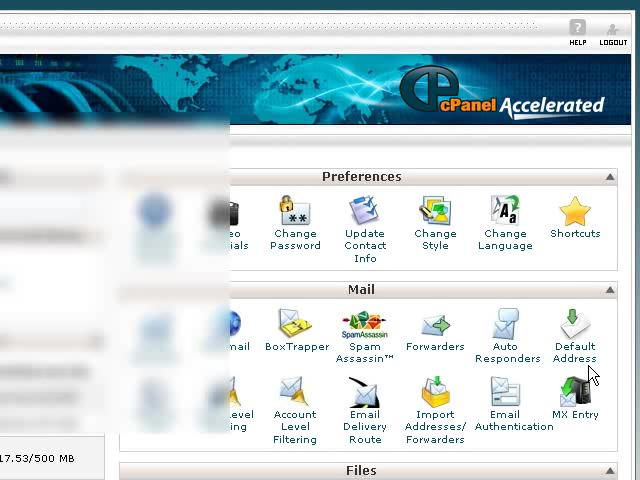 HELP LOGOUT
cPanel Accelerated
Preferences
Change Password
Update Contact Info
Change Style
Change Language
Shortcuts
Mail
BoxTrapper
Spam Assassin™
Forwarders
Auto Responders
Default Address
Account Level Filtering
Email Delivery Route
Import Addresses/ Forwarders
Email Authentication
MX Entry
17.53/500 MB
Files